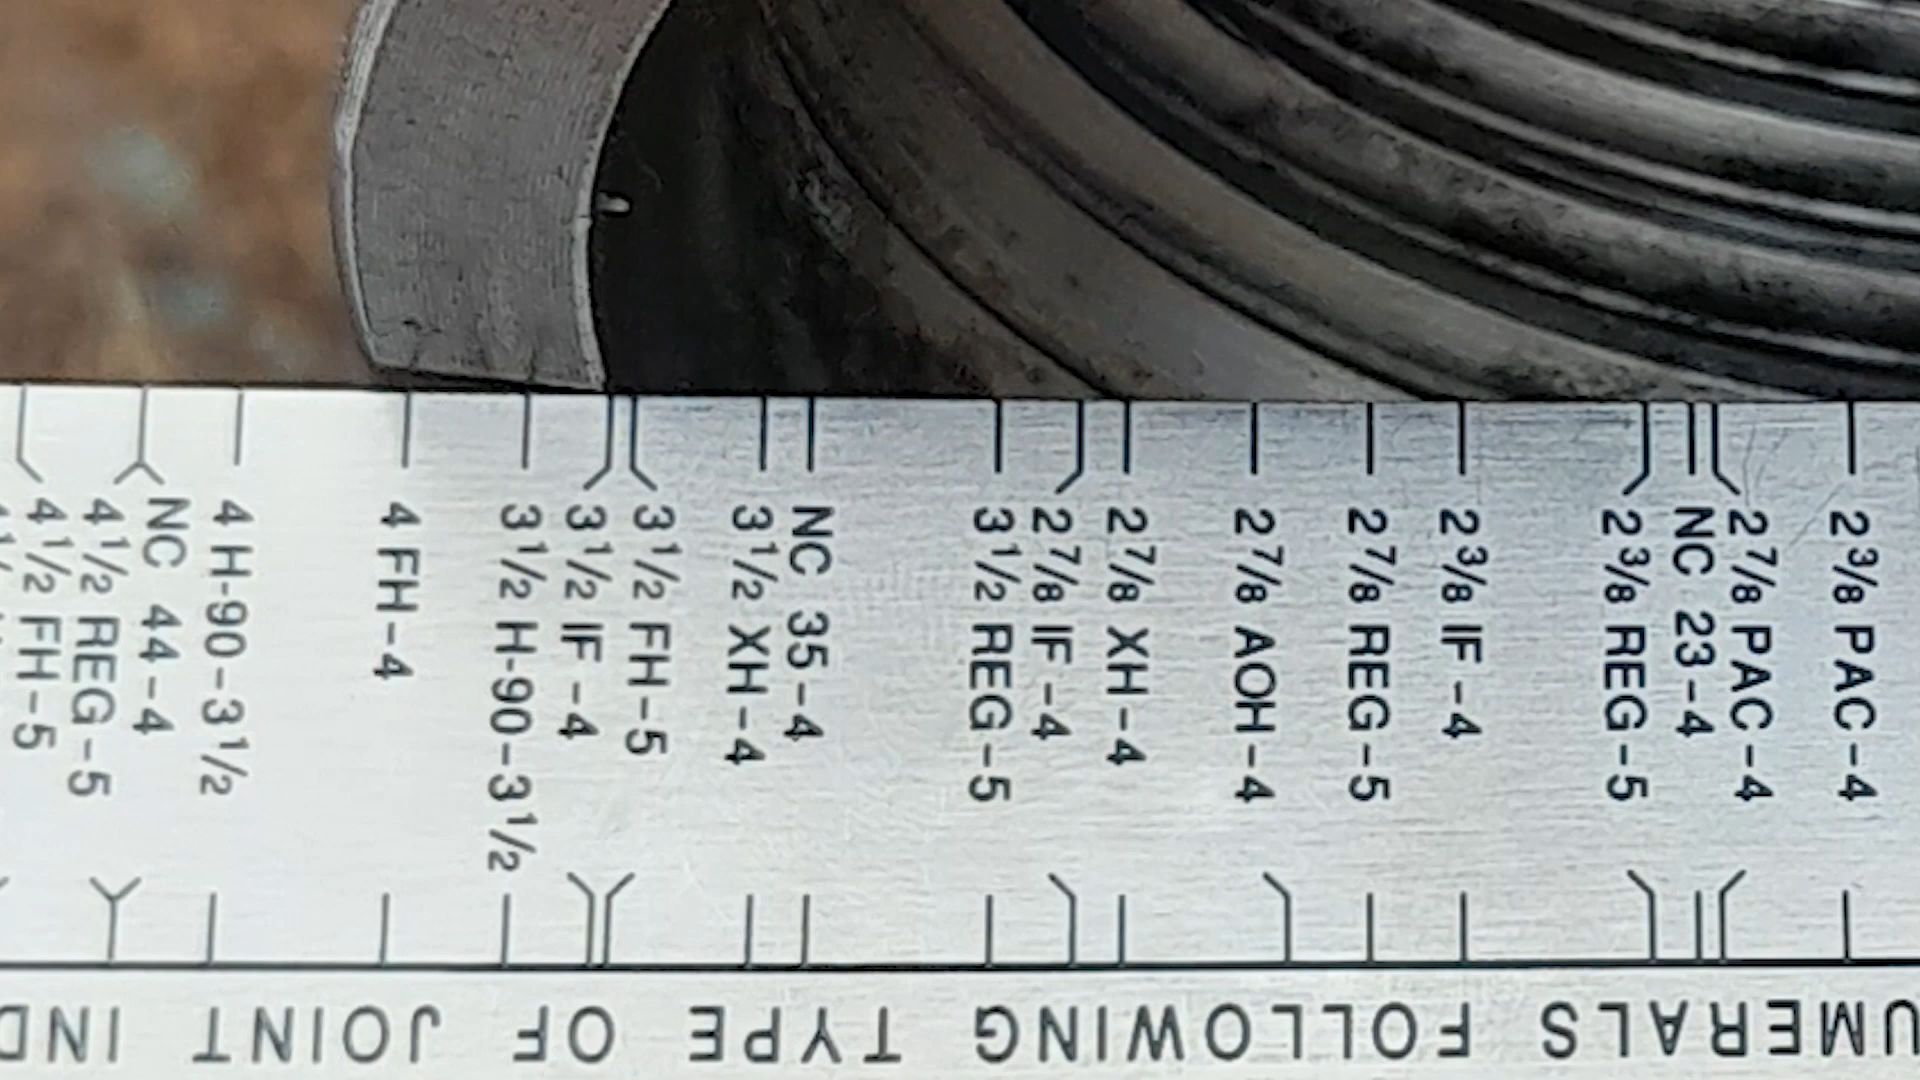 2 3/8 PAC-4
2 7/8 PAC-4
NC 23-4
2 3/8 REG-5
2 3/8 IF-4
2 7/8 REG-5
2 7/8 AOH-4
2 7/8 XH-4
2 7/8 IF-4
3 1/2 REG-5
NC 35-4
3 1/2 XH-4
3 1/2 FH-5
3 1/2 IF-4
3 1/2 H-90-3 1/2
4 FH-4
4 H-90-3 1/2
NC 44-4
4 1/2 REG-5
4 1/2 FH-5
UMERALS FOLLOWING TYPE OF JOINT IND